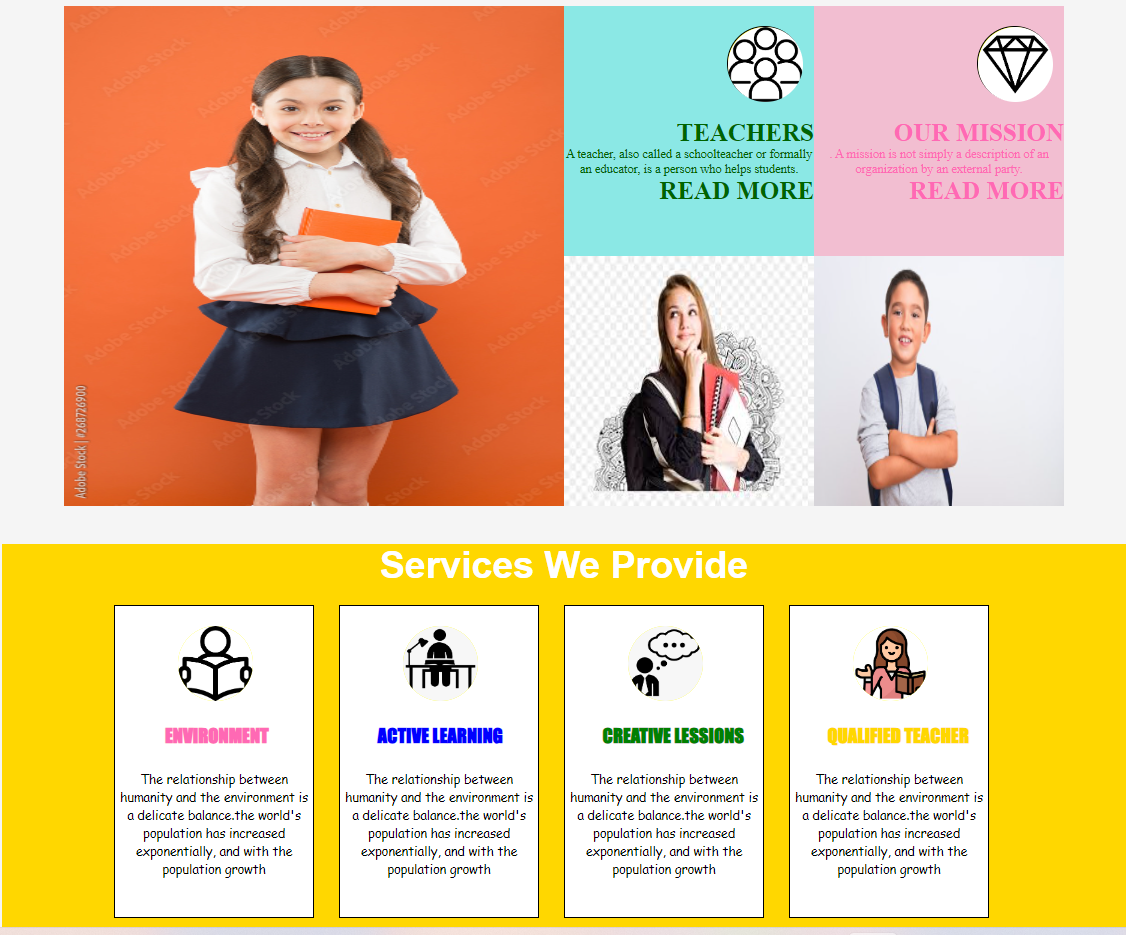 Adobe Stock | #268726900
TEACHERS
A teacher, also called a schoolteacher or formally
an educator, is a person who helps students.
READ MORE
OUR MISSION
. A mission is not simply a description of an
organization by an external party.
READ MORE
Services We Provide
ENVIRONMENT
The relationship between
humanity and the environment is
a delicate balance.the world's
population has increased
exponentially, and with the
population growth
ACTIVE LEARNING
The relationship between
humanity and the environment is
a delicate balance.the world's
population has increased
exponentially, and with the
population growth
CREATIVE LESSIONS
The relationship between
humanity and the environment is
a delicate balance.the world's
population has increased
exponentially, and with the
population growth
QUALIFIED TEACHER
The relationship between
humanity and the environment is
a delicate balance.the world's
population has increased
exponentially, and with the
population growth